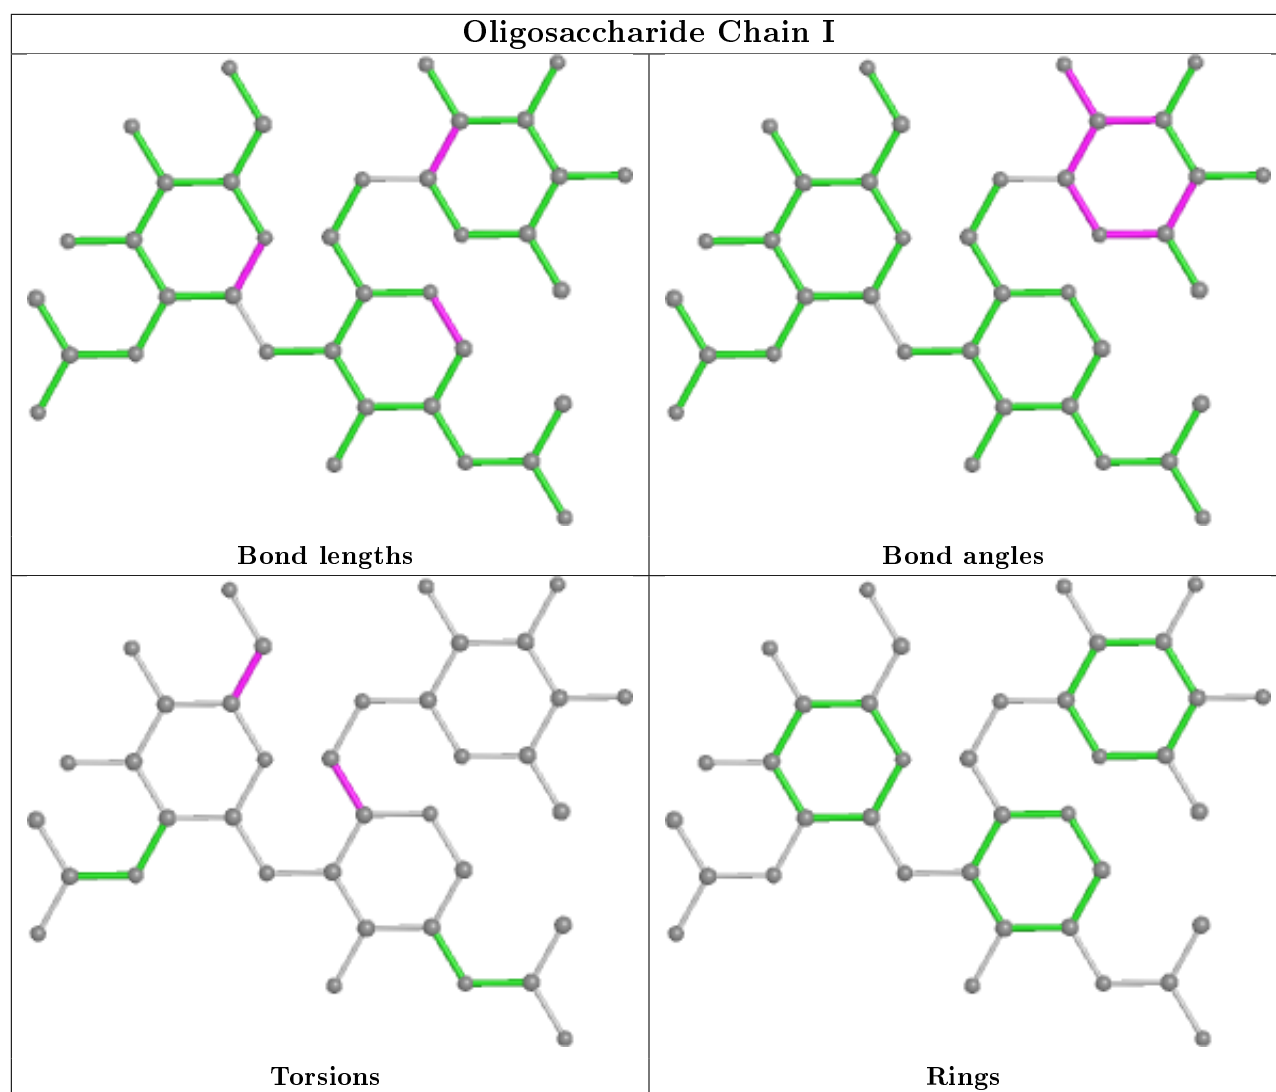 Oligosaccharide Chain I
Bond lengths
Bond angles
Torsions
Rings